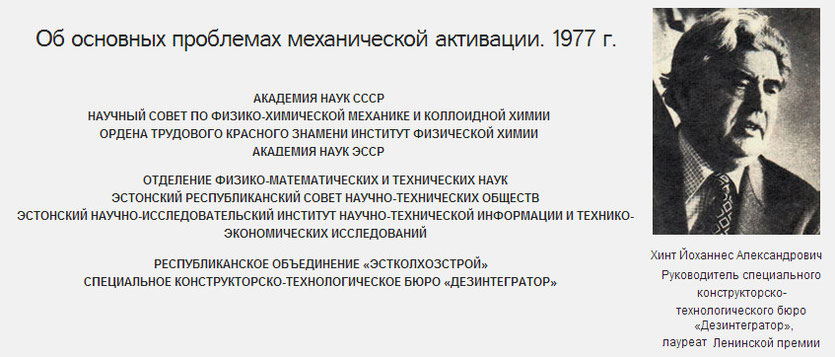 Об основных проблемах механической активации. 1977 г.
АКАДЕМИЯ НАУК СССР
НАУЧНЫЙ СОВЕТ ПО ФИЗИКО-ХИМИЧЕСКОЙ МЕХАНИКЕ И КОЛЛОИДНОЙ ХИМИИ
ОРДЕНА ТРУДОВОГО КРАСНОГО ЗНАМЕНИ ИНСТИТУТ ФИЗИЧЕСКОЙ ХИМИИ
АКАДЕМИЯ НАУК ЭССР
ОТДЕЛЕНИЕ ФИЗИКО-МАТЕМАТИЧЕСКИХ И ТЕХНИЧЕСКИХ НАУК
ЭСТОНСКИЙ РЕСПУБЛИКАНСКИЙ СОВЕТ НАУЧНО-ТЕХНИЧЕСКИХ ОБЩЕСТВ
ЭСТОНСКИЙ НАУЧНО-ИССЛЕДОВАТЕЛЬСКИЙ ИНСТИТУТ НАУЧНО-ТЕХНИЧЕСКОЙ ИНФОРМАЦИИ И ТЕХНИКО-
ЭКОНОМИЧЕСКИХ ИССЛЕДОВАНИЙ
РЕСПУБЛИКАНСКОЕ ОБЪЕДИНЕНИЕ «ЭСТКОЛХОЗСТРОЙ»
СПЕЦИАЛЬНОЕ КОНСТРУКТОРСКО-ТЕХНОЛОГИЧЕСКОЕ БЮРО «ДЕЗИНТЕГРАТОР»
Хинт Йоханнес Александрович
Руководитель специального
конструкторско-
технологического бюро
«Дезинтегратор»,
лауреат Ленинской премии